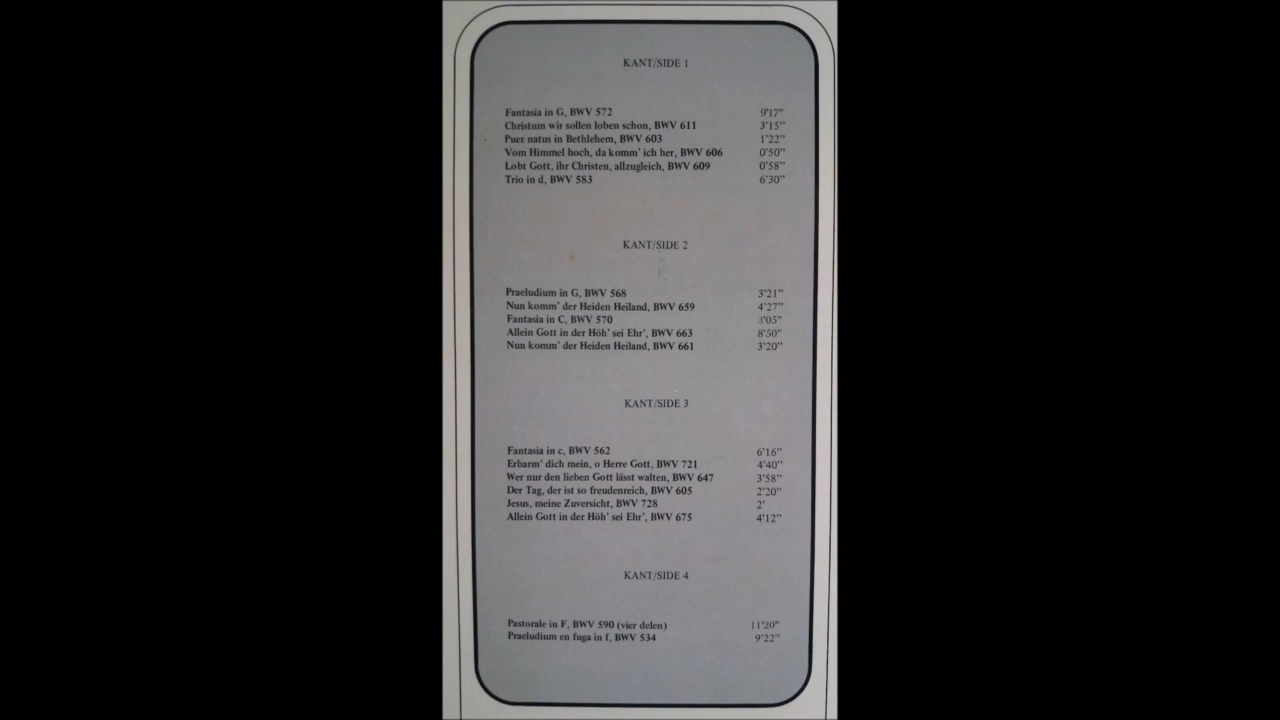 KANT/SIDE 1
Fantasia in G, BWV 572 9'17"
Christum wir sollen loben schon, BWV 611 3'15"
Puer natus in Bethlehem, BWV 603 1'22"
Vom Himmel hoch, da komm' ich her, BWV 606 0'50"
Lobt Gott, ihr Christen, allzugleich, BWV 609 0'58"
Trio in d, BWV 583 6'30"
KANT/SIDE 2
Praeludium in G, BWV 568 3'21"
Nun komm' der Heiden Heiland, BWV 659 4'27"
Fantasia in C, BWV 570 3'05"
Allein Gott in der Höh' sei Ehr', BWV 663 8'50"
Nun komm' der Heiden Heiland, BWV 661 3'20"
KANT/SIDE 3
Fantasia in c, BWV 562 6'16"
Erbarm' dich mein, o Herre Gott, BWV 721 4'40"
Wer nur den lieben Gott lässt walten, BWV 647 3'58"
Der Tag, der ist so freudenreich, BWV 605 2'20"
Jesus, meine Zuversicht, BWV 728 2'
Allein Gott in der Höh' sei Ehr', BWV 675 4'12"
KANT/SIDE 4
Pastorale in F, BWV 590 (vier delen) 11'20"
Praeludium en fuga in f, BWV 534 9'22"